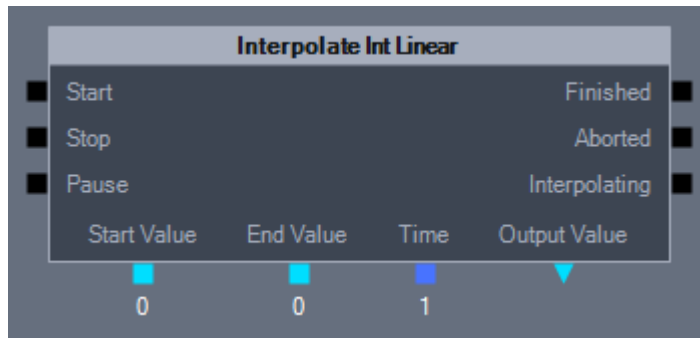 Interpolate Int Linear
Start Finished
Stop Aborted
Pause Interpolating
Start Value End Value Time Output Value
0 0 1